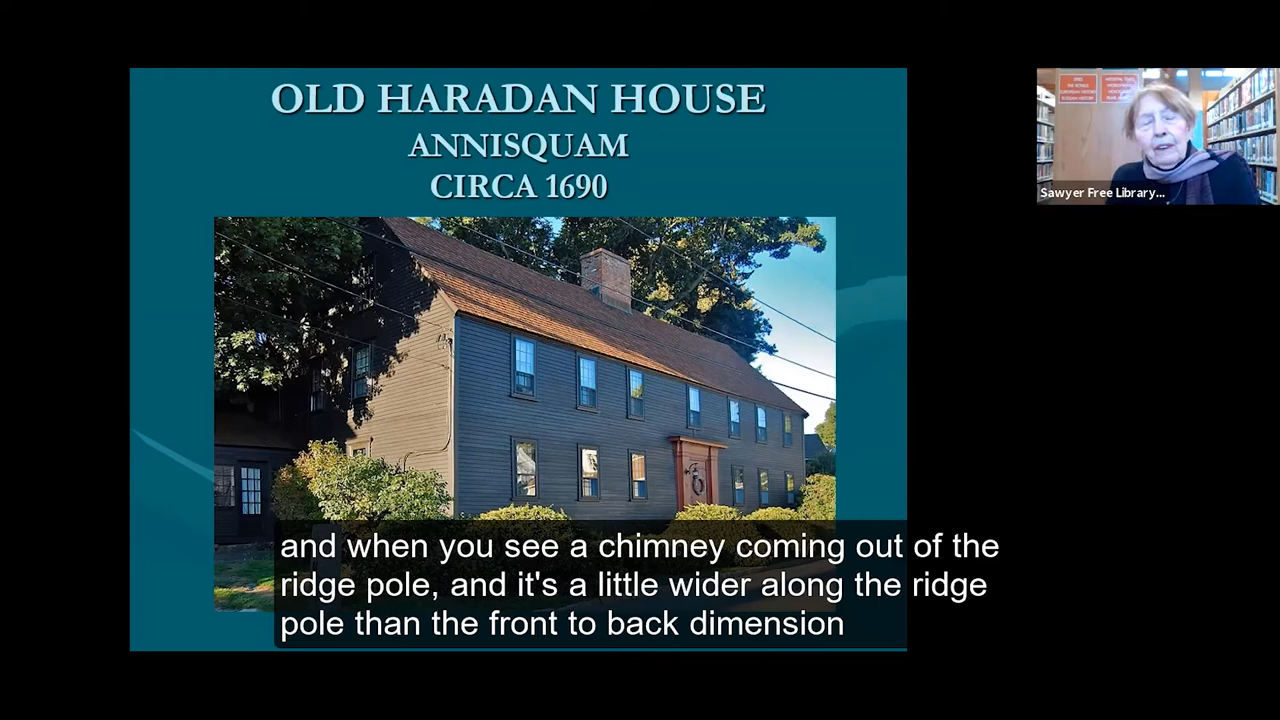 OLD HARADAN HOUSE
ANNISQUAM
CIRCA 1690
Sawyer Free Library...
and when you see a chimney coming out of the
ridge pole, and it's a little wider along the ridge
pole than the front to back dimension